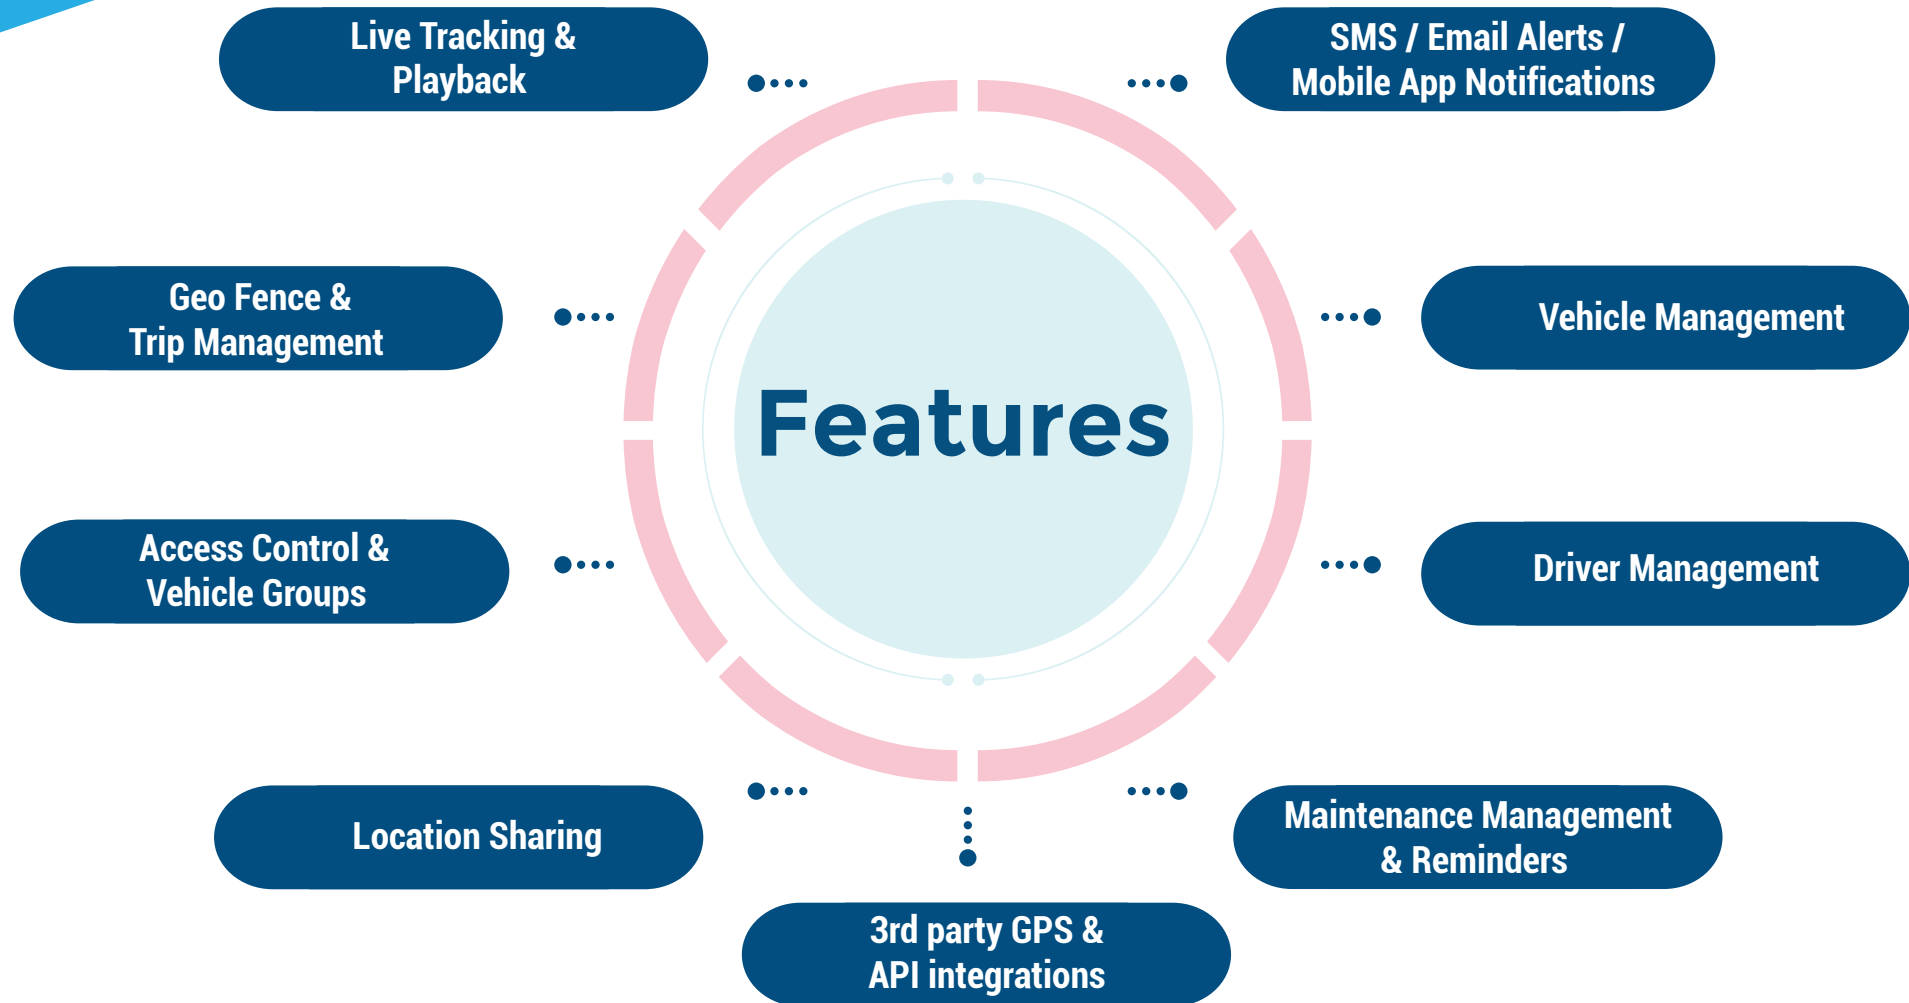 Live Tracking &
Playback
SMS / Email Alerts /
Mobile App Notifications
Geo Fence &
Trip Management
Vehicle Management
Features
Access Control &
Vehicle Groups
Driver Management
Location Sharing
Maintenance Management
& Reminders
3rd party GPS &
API integrations